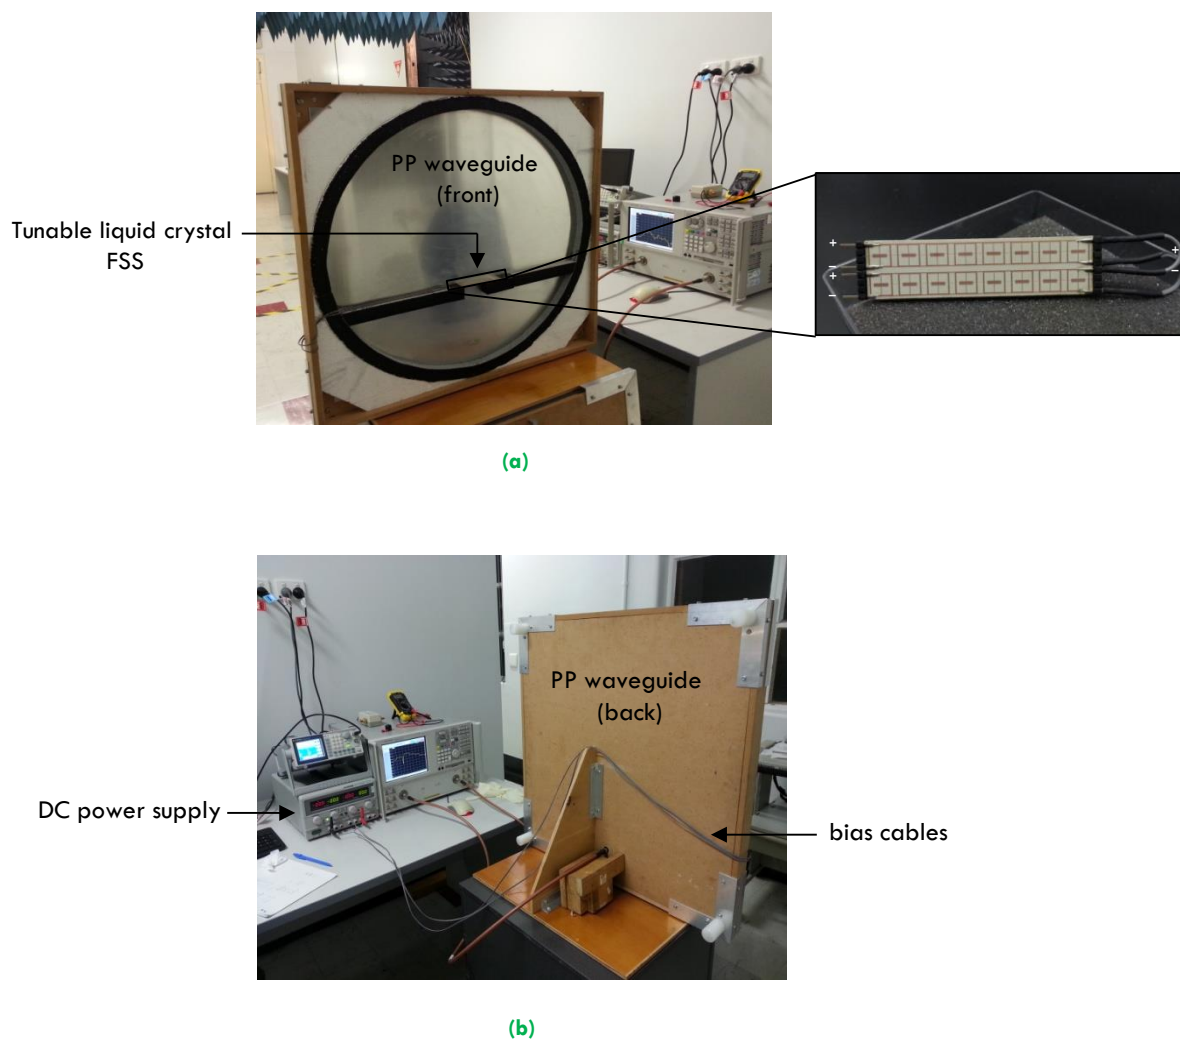 PP waveguide
(front)
Tunable liquid crystal
FSS
+
−
+
−
+
−
(a)
PP waveguide
(back)
DC power supply
bias cables
(b)